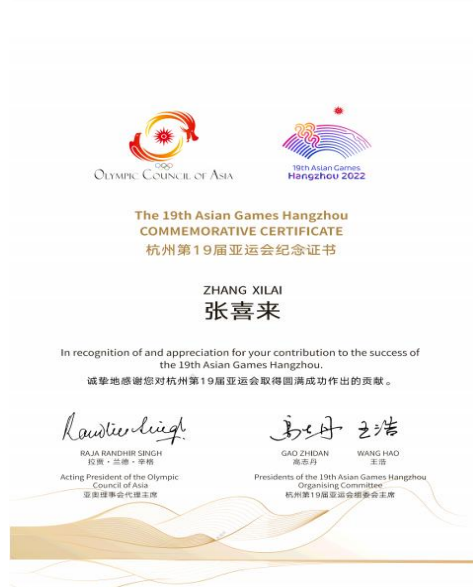 OLYMPIC COUNCIL OF ASIA
19th Asian Games
Hangzhou 2022
The 19th Asian Games Hangzhou
COMMEMORATIVE CERTIFICATE
杭州第19届亚运会纪念证书
ZHANG XILAI
张喜来
In recognition of and appreciation for your contribution to the success of
the 19th Asian Games Hangzhou.
诚挚地感谢您对杭州第19届亚运会取得圆满成功作出的贡献。
Randhir Singh
高志丹 王浩
RAJA RANDHIR SINGH
拉贾·兰德·辛格
Acting President of the Olympic
Council of Asia
亚奥理事会代理主席
GAO ZHIDAN WANG HAO
高志丹 王浩
Presidents of the 19th Asian Games Hangzhou
Organising Committee
杭州第19届亚运会组委会主席